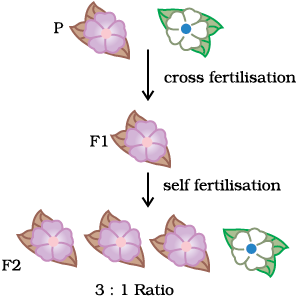 P
cross fertilisation
F1
self fertilisation
F2
3 : 1 Ratio